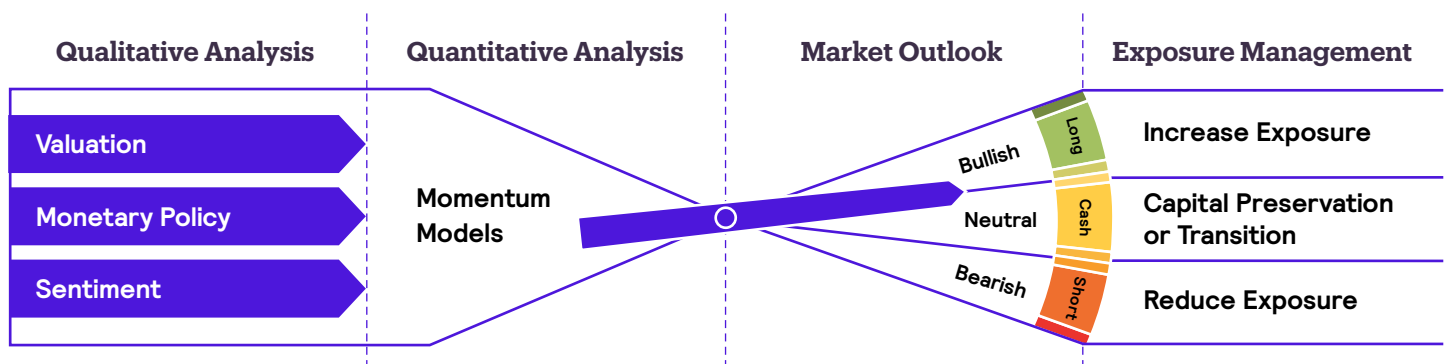 Qualitative Analysis
Quantitative Analysis
Market Outlook
Exposure Management
Valuation
Monetary Policy
Sentiment
Momentum
Models
Bullish
Neutral
Bearish
Long
Cash
Short
Increase Exposure
Capital Preservation
or Transition
Reduce Exposure